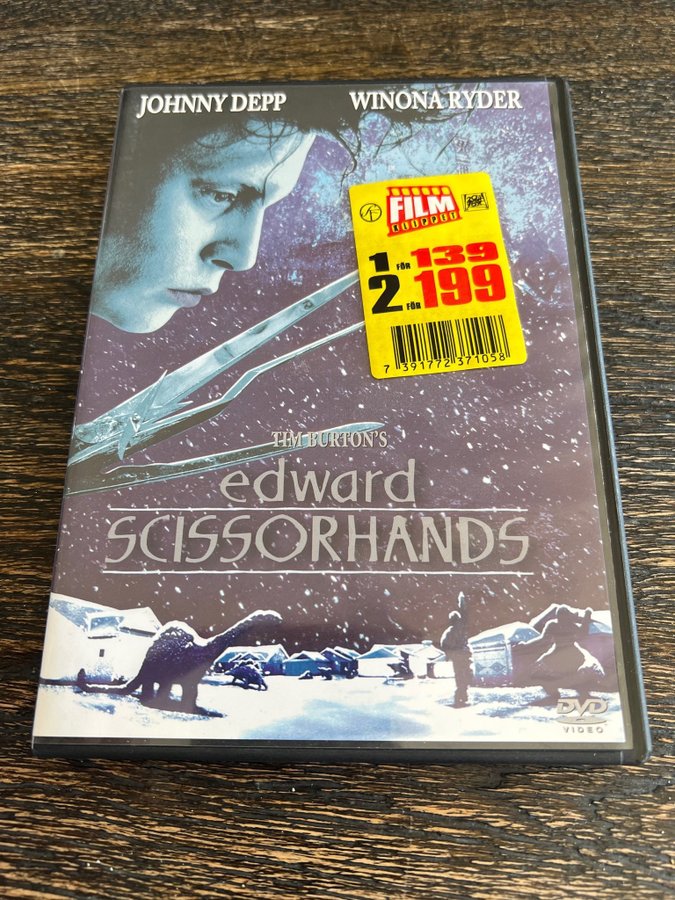 JOHNNY DEPP WINONA RYDER
FILM
KLIPPET
1 FÖR 139
2 FÖR 199
7 391772 371058
TIM BURTON'S
edward
SCISSORHANDS
DVD
VIDEO